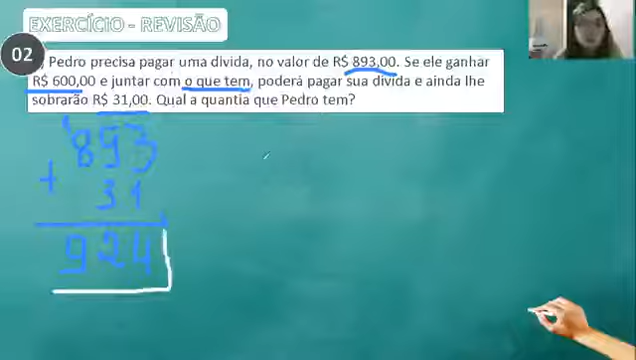 EXERCÍCIO - REVISÃO
02
Pedro precisa pagar uma dívida, no valor de R$ 893,00. Se ele ganhar
R$ 600,00 e juntar com o que tem, poderá pagar sua dívida e ainda lhe
sobrarão R$ 31,00. Qual a quantia que Pedro tem?
1
893
+ 31
924